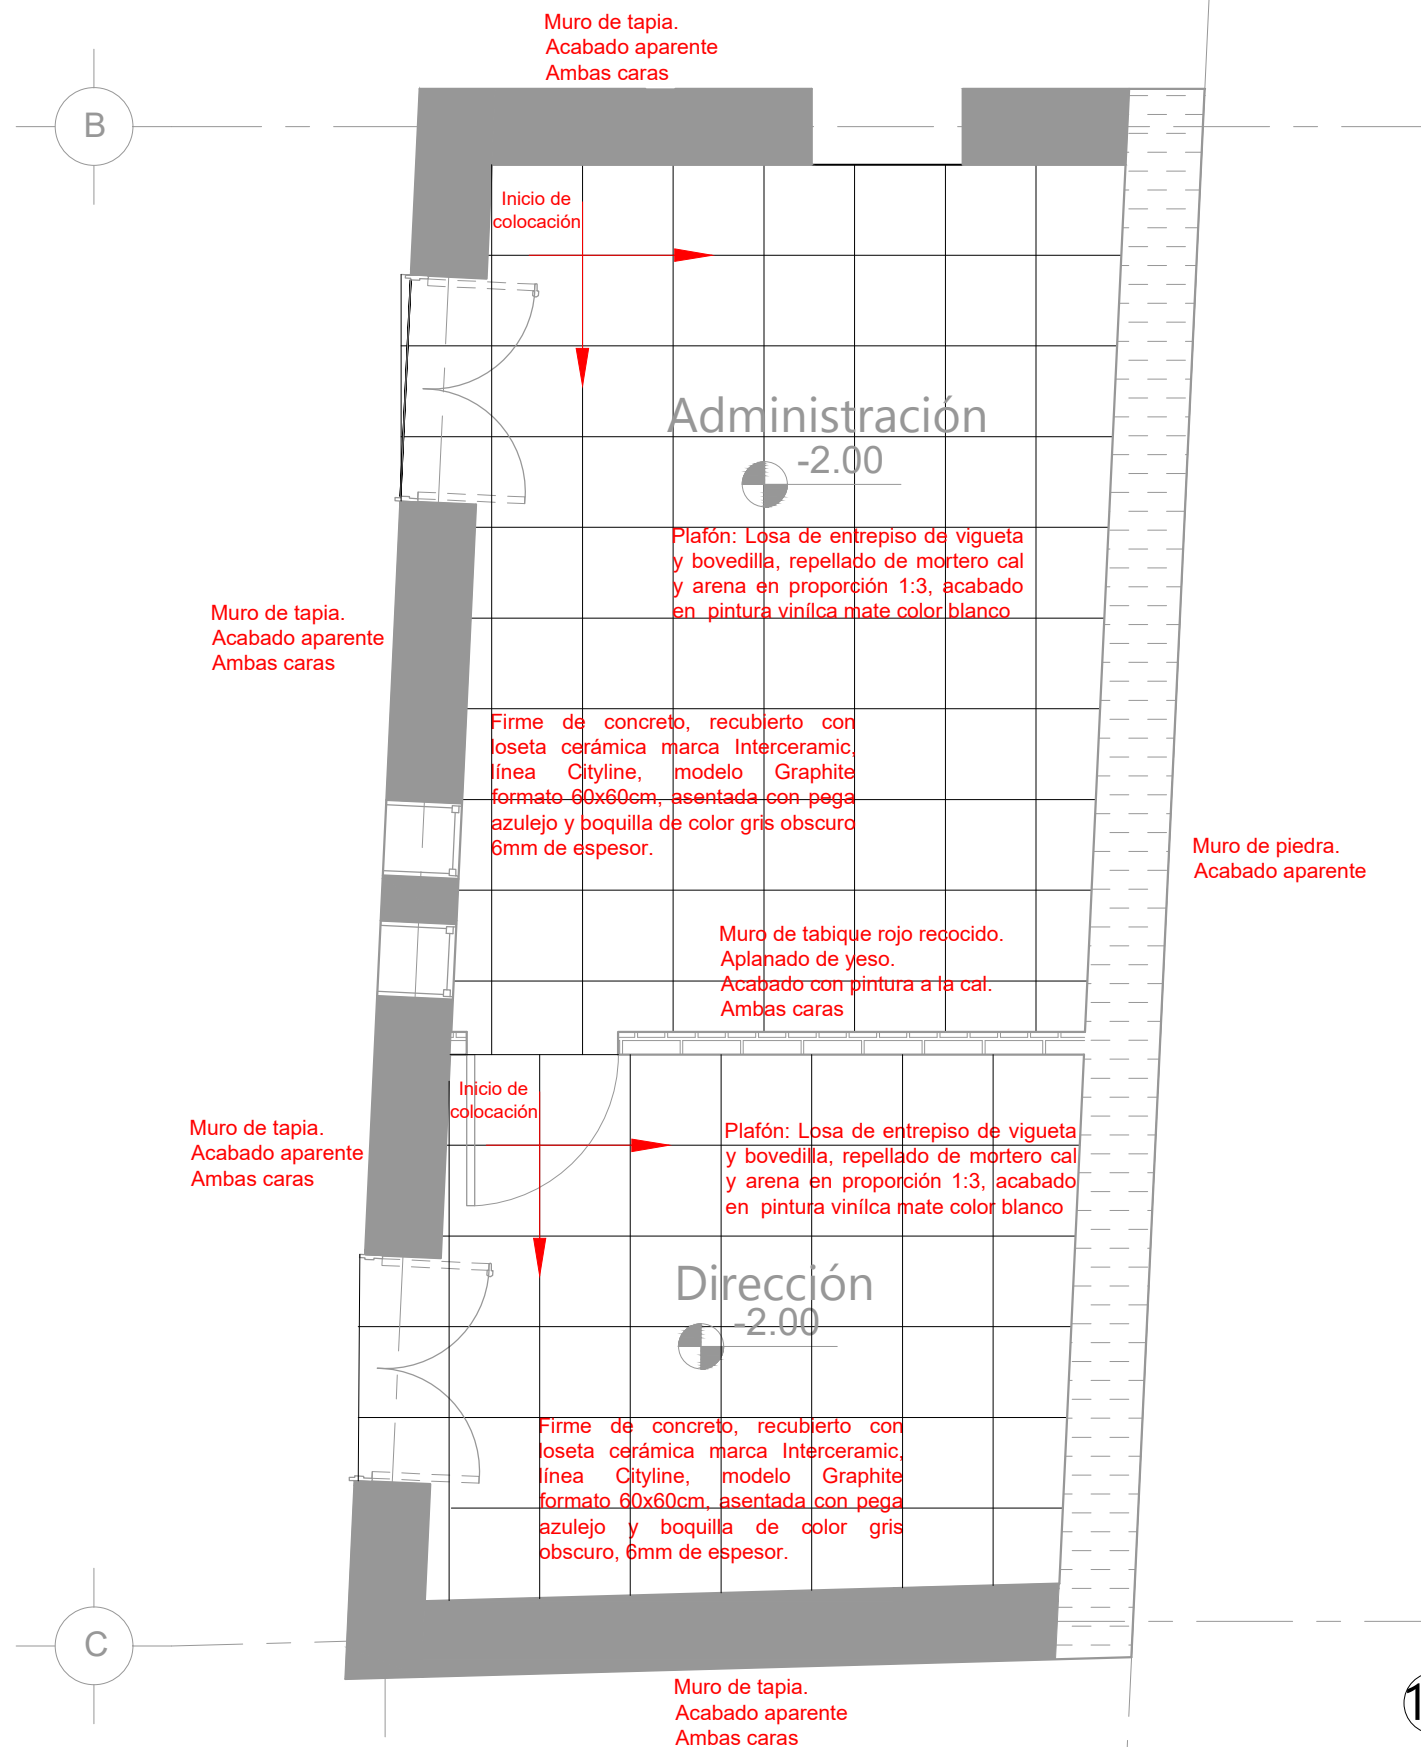 Muro de tapia.
Acabado aparente
Ambas caras
B
Inicio de
colocación
Administración
-2.00
Plafón: Losa de entrepiso de vigueta
y bovedilla, repellado de mortero cal
y arena en proporción 1:3, acabado
en pintura vinílca mate color blanco
Muro de tapia.
Acabado aparente
Ambas caras
Firme de concreto, recubierto con
loseta cerámica marca Interceramic,
línea Cityline, modelo Graphite
formato 60x60cm, asentada con pega
azulejo y boquilla de color gris obscuro
6mm de espesor.
Muro de piedra.
Acabado aparente
Muro de tabique rojo recocido.
Aplanado de yeso.
Acabado con pintura a la cal.
Ambas caras
Inicio de
colocación
Muro de tapia.
Acabado aparente
Ambas caras
Plafón: Losa de entrepiso de vigueta
y bovedilla, repellado de mortero cal
y arena en proporción 1:3, acabado
en pintura vinílca mate color blanco
Dirección
-2.00
Firme de concreto, recubierto con
loseta cerámica marca Interceramic,
línea Cityline, modelo Graphite
formato 60x60cm, asentada con pega
azulejo y boquilla de color gris
obscuro, 6mm de espesor.
C
Muro de tapia.
Acabado aparente
Ambas caras